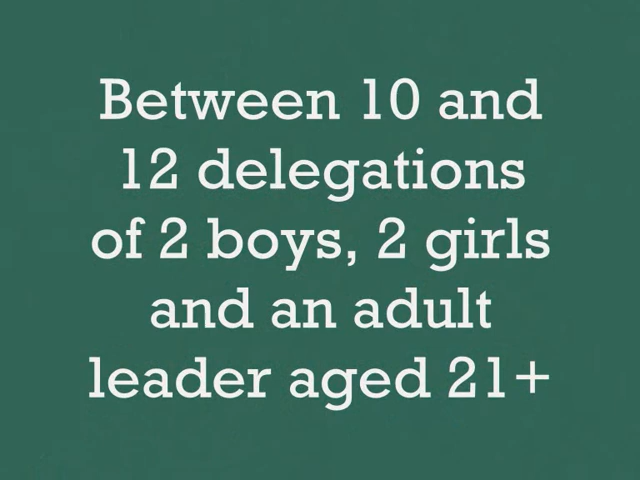 Between 10 and
12 delegations
of 2 boys, 2 girls
and an adult
leader aged 21+